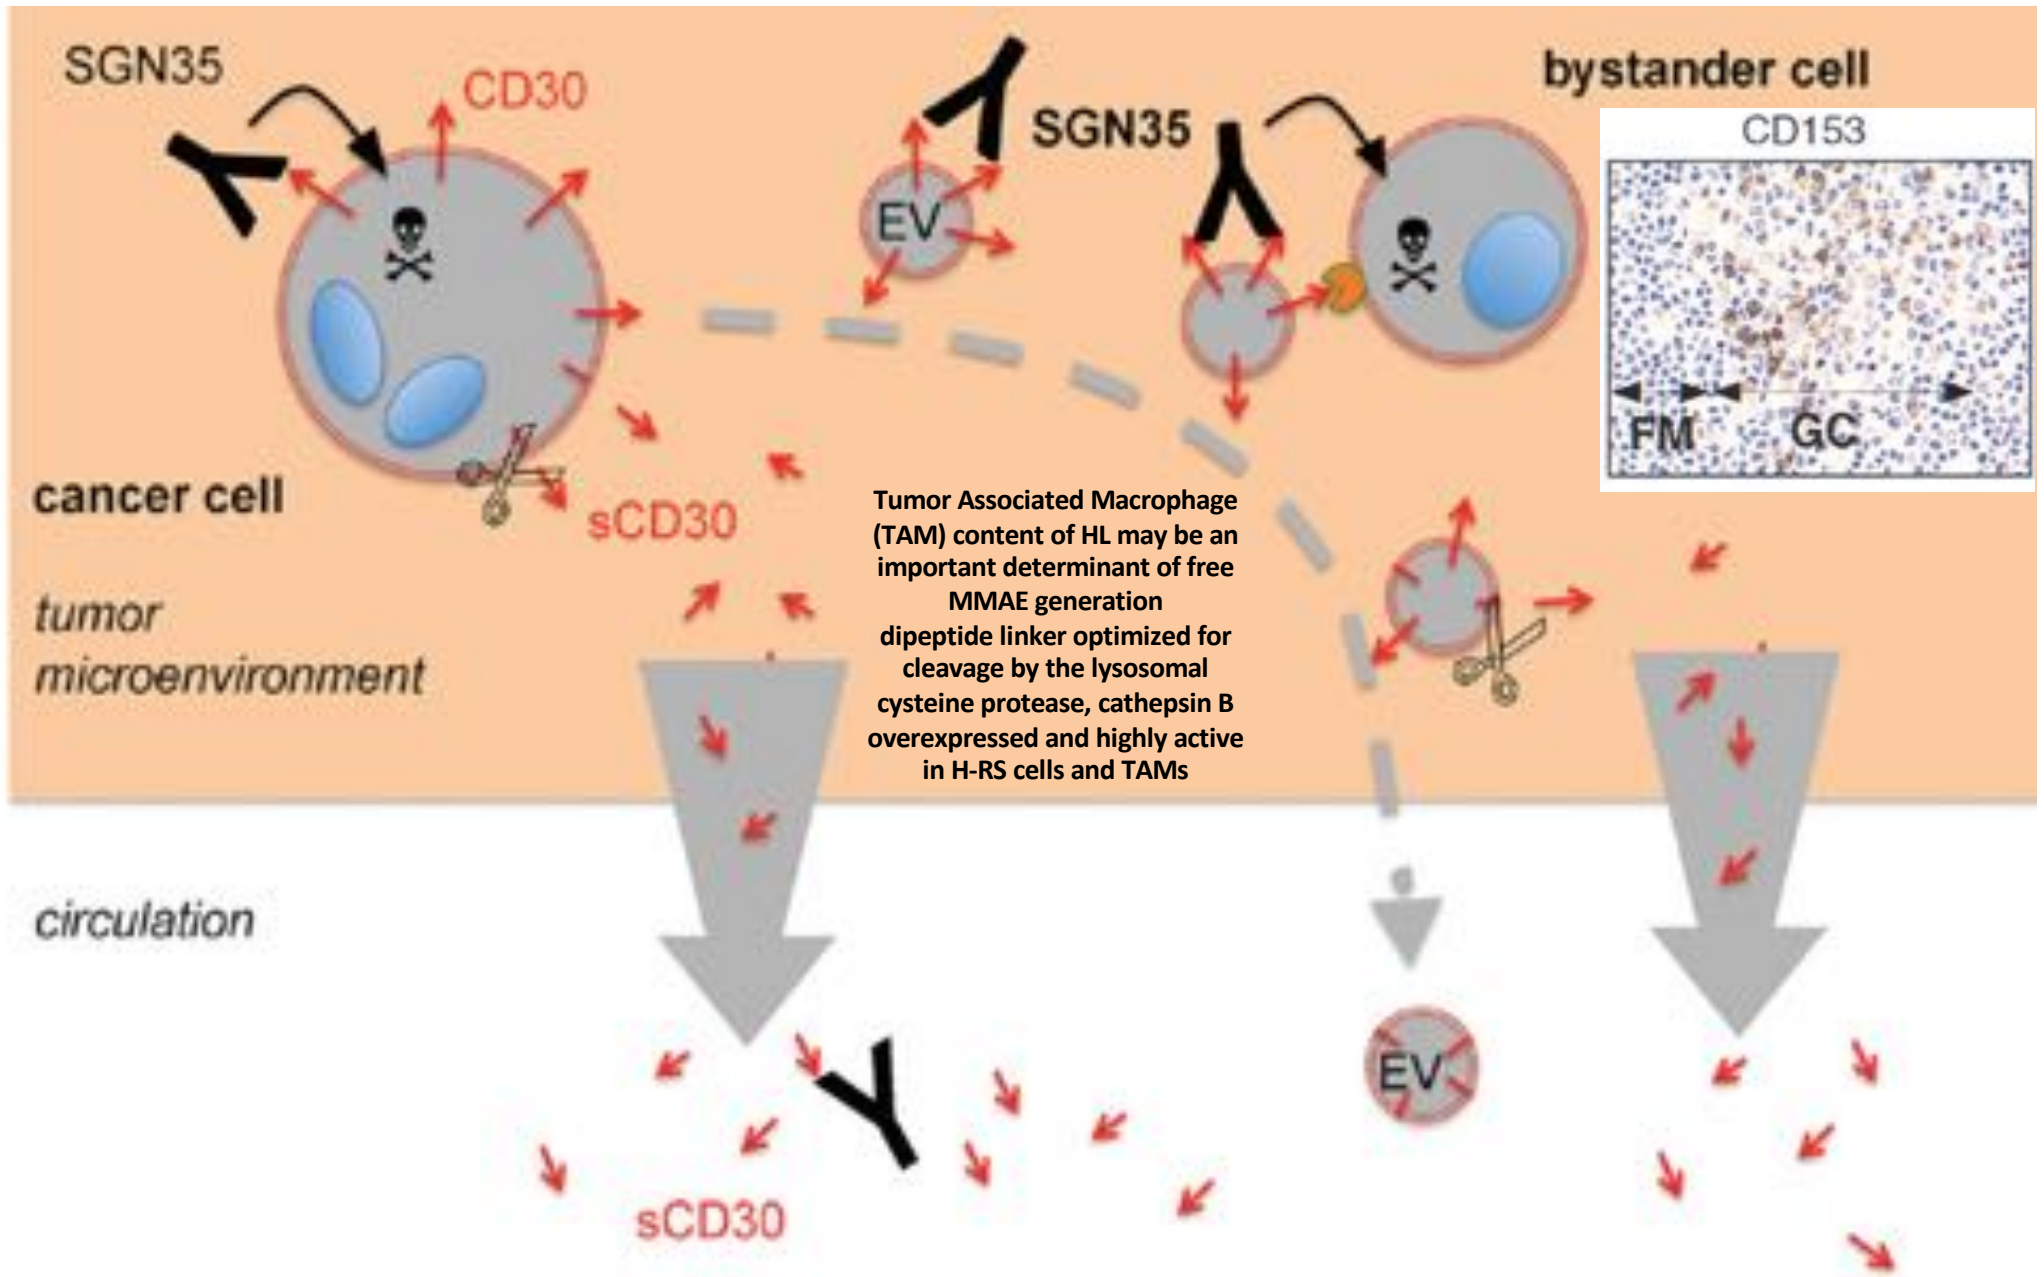 SGN35
CD30
EV
SGN35
bystander cell
CD153
FM
GC
cancer cell
sCD30
tumor
microenvironment
Tumor Associated Macrophage
(TAM) content of HL may be an
important determinant of free
MMAE generation
dipeptide linker optimized for
cleavage by the lysosomal
cysteine protease, cathepsin B
overexpressed and highly active
in H-RS cells and TAMs
circulation
EV
sCD30